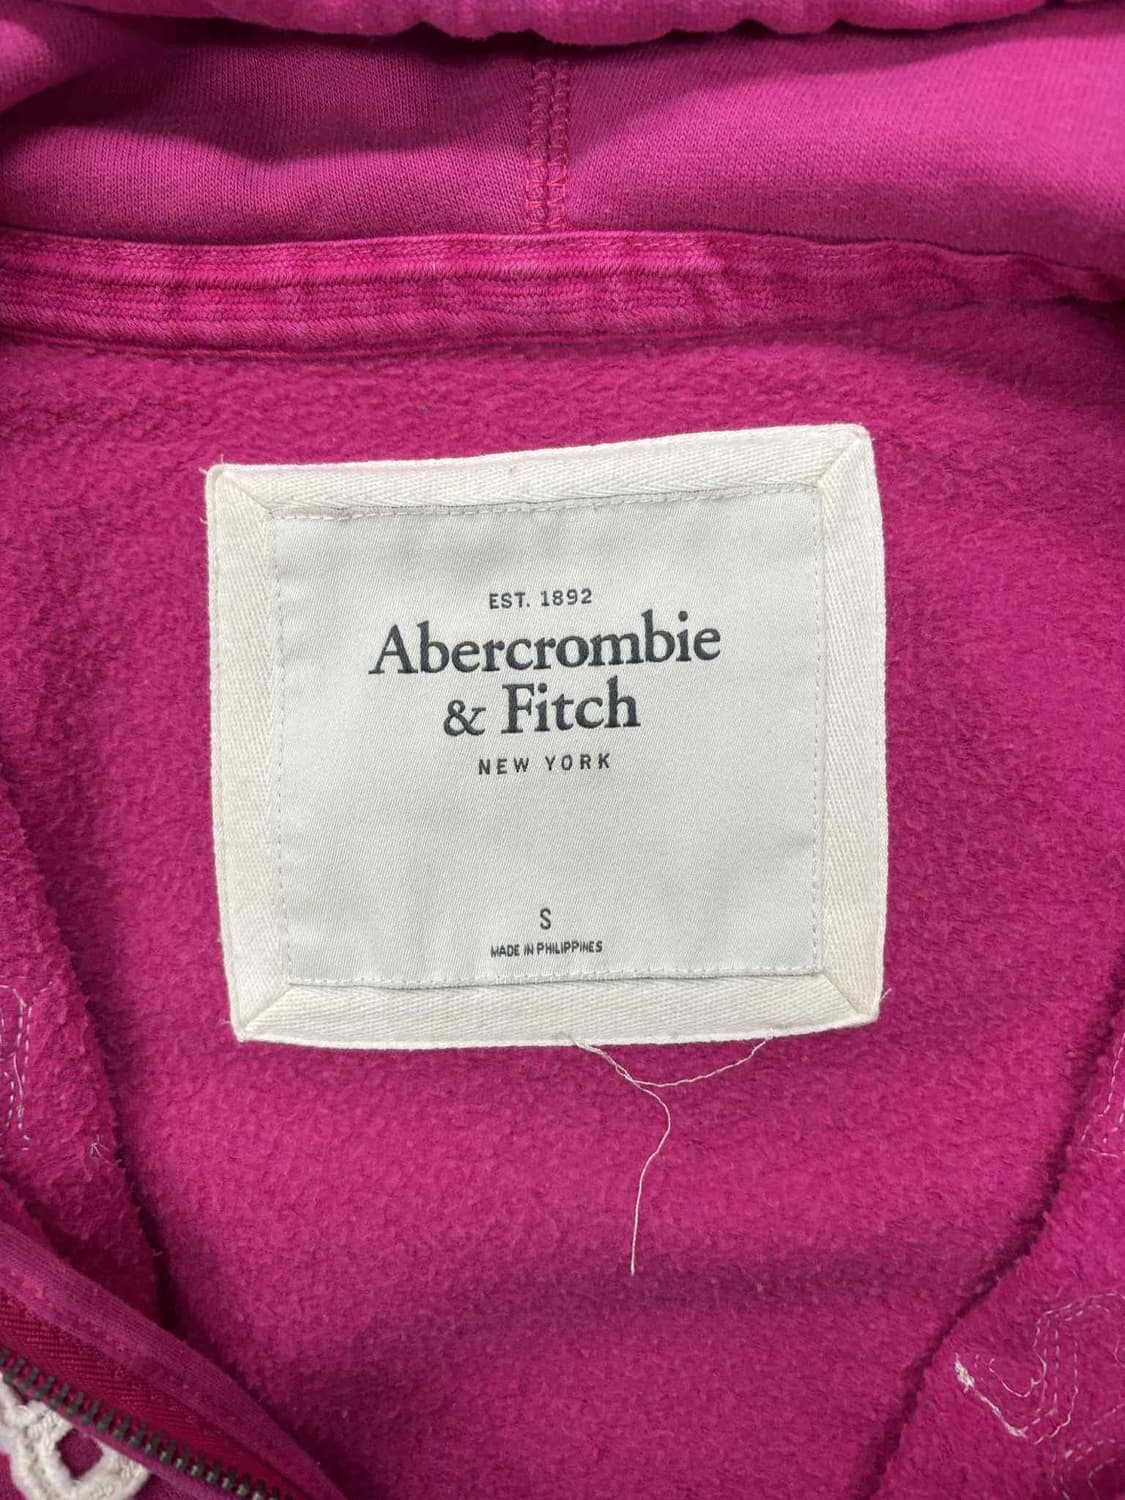 EST. 1892
Abercrombie
& Fitch
NEW YORK
S
MADE IN PHILIPPINES